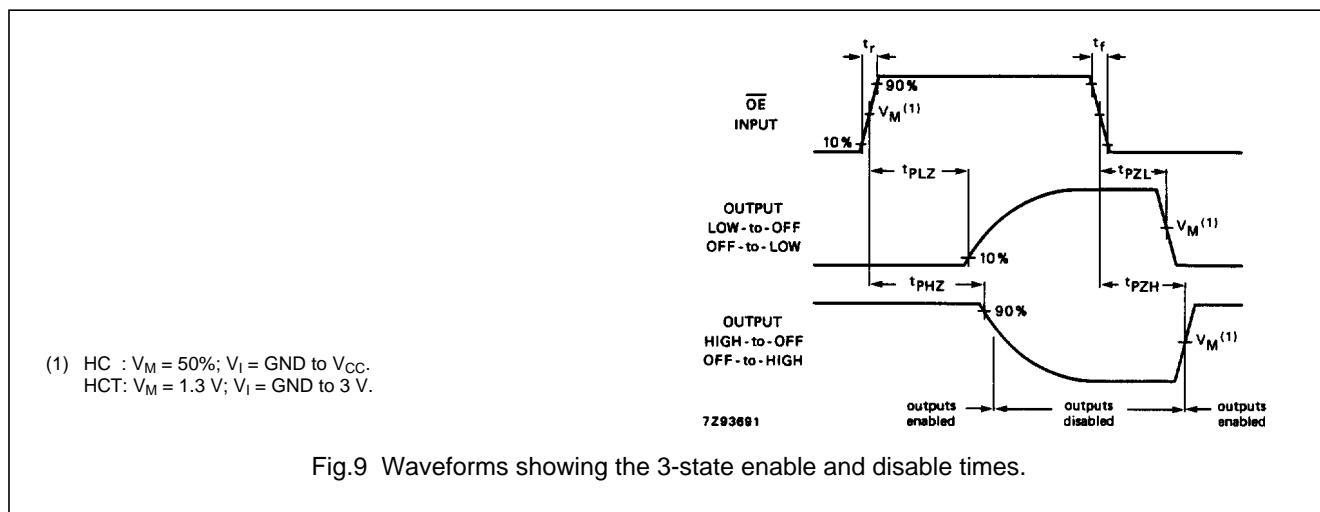 tr
tf
90%
OE
INPUT
VM(1)
10%
tPLZ
tPZL
OUTPUT
LOW-to-OFF
OFF-to-LOW
VM(1)
10%
tPHZ
tPZH
90%
OUTPUT
HIGH-to-OFF
OFF-to-HIGH
VM(1)
(1) HC : VM = 50%; VI = GND to VCC.
HCT: VM = 1.3 V; VI = GND to 3 V.
outputs enabled
outputs disabled
outputs enabled
7Z93691
Fig.9 Waveforms showing the 3-state enable and disable times.